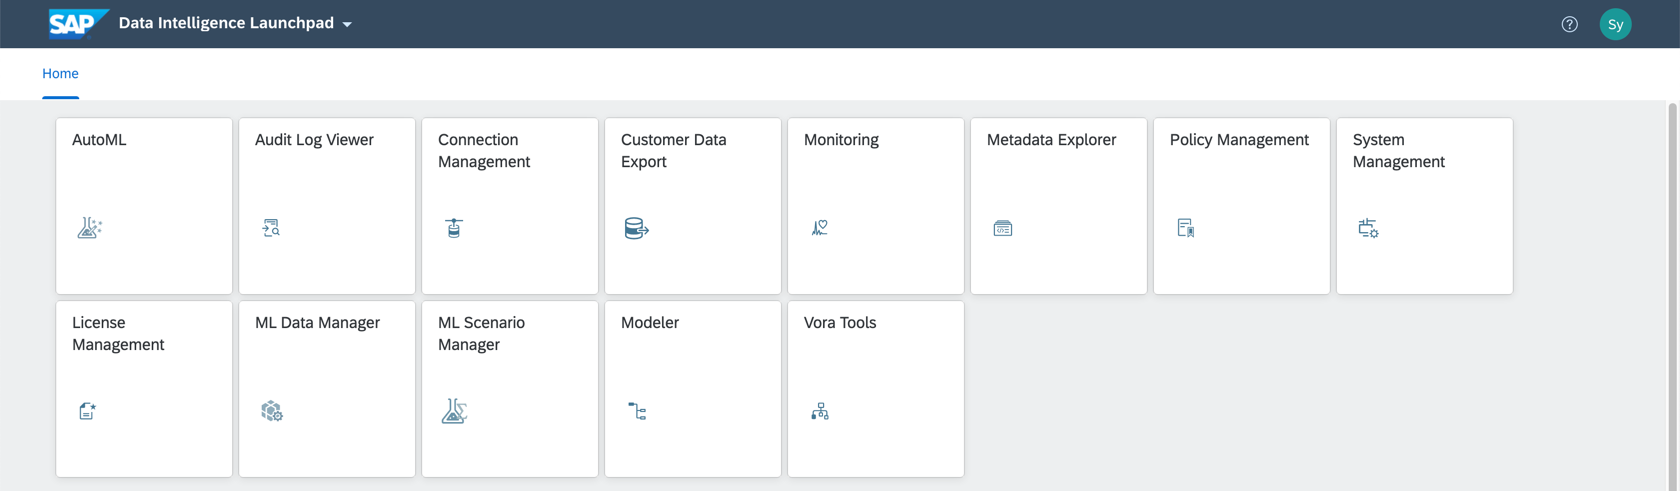 SAP Data Intelligence Launchpad
Sy
Home
AutoML
Audit Log Viewer
Connection
Management
Customer Data
Export
Monitoring
Metadata Explorer
Policy Management
System
Management
License
Management
ML Data Manager
ML Scenario
Manager
Modeler
Vora Tools